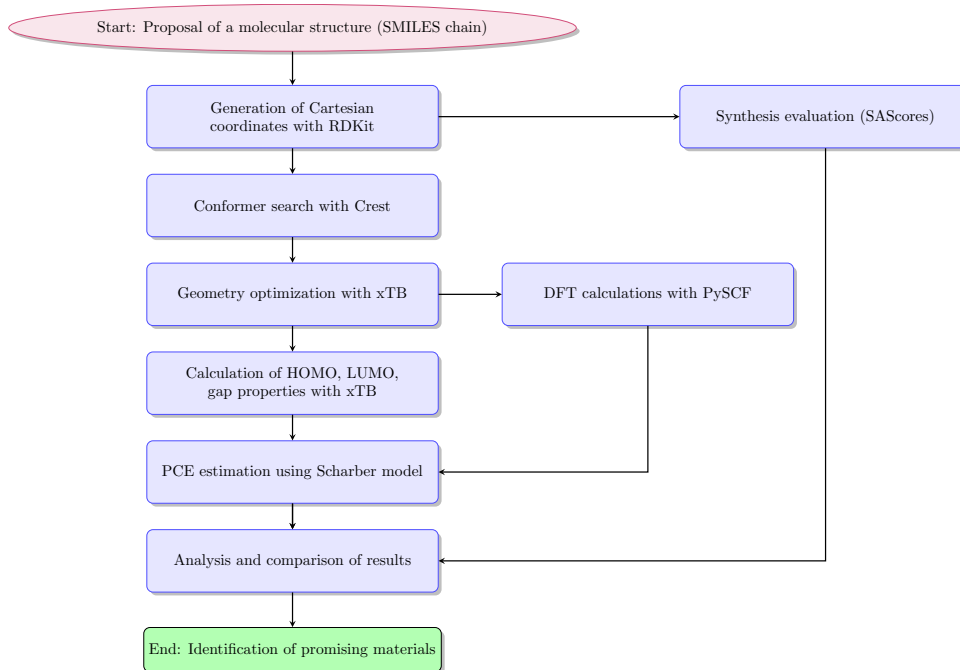 Start: Proposal of a molecular structure (SMILES chain)
Generation of Cartesian
coordinates with RDKit
Synthesis evaluation (SAScores)
Conformer search with Crest
Geometry optimization with xTB
DFT calculations with PySCF
Calculation of HOMO, LUMO,
gap properties with xTB
PCE estimation using Scharber model
Analysis and comparison of results
End: Identification of promising materials